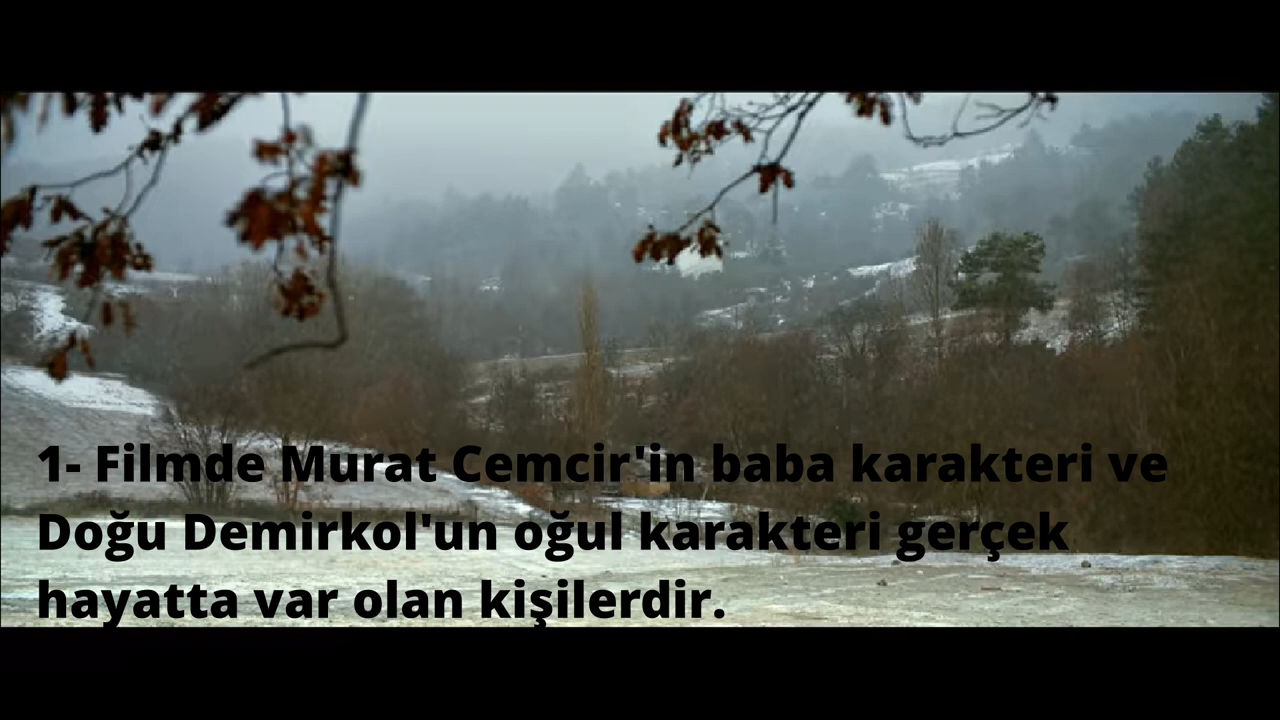 1- Filmde Murat Cemcir'in baba karakteri ve
Doğu Demirkol'un oğul karakteri gerçek
hayatta var olan kişilerdir.